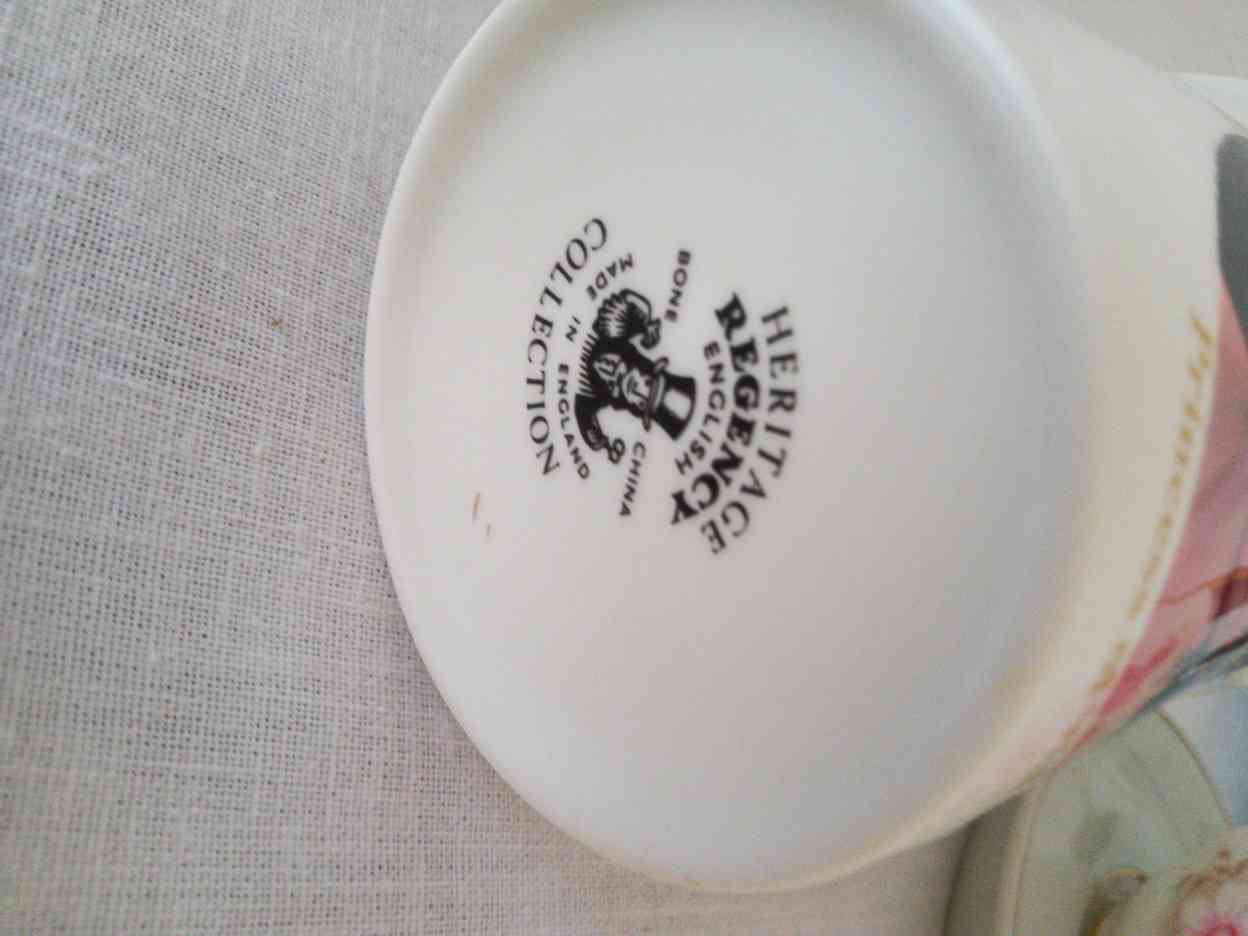 HERITAGE
REGENCY
ENGLISH
BONE CHINA
MADE IN ENGLAND
COLLECTION